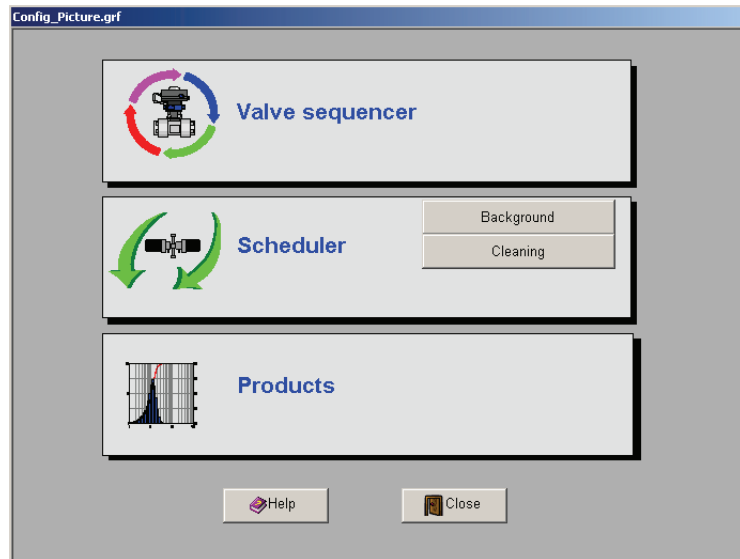 Config_Picture.grf
Valve sequencer
Scheduler
Background
Cleaning
Products
Help
Close